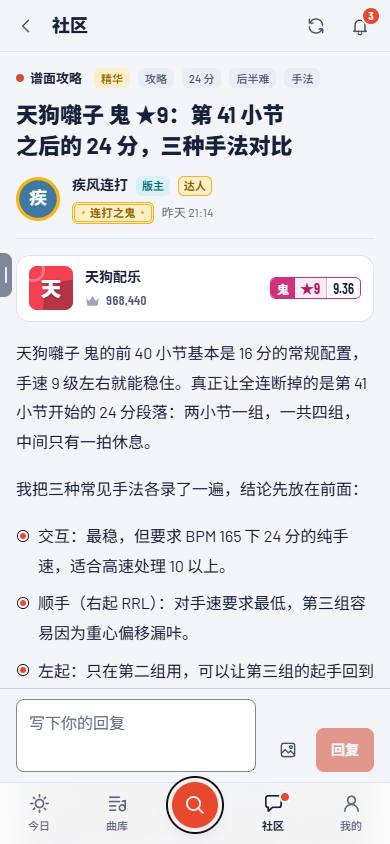 社区
3
谱面攻略 精华 攻略 24 分 后半难 手法
天狗囃子 鬼 ★9：第 41 小节
之后的 24 分，三种手法对比
疾 疾风连打 版主 达人
连打之鬼 昨天 21:14
天 天狗配乐
968,440
鬼 ★9 9.36
天狗囃子 鬼的前 40 小节基本是 16 分的常规配置，
手速 9 级左右就能稳住。真正让全连断掉的是第 41
小节开始的 24 分段落：两小节一组，一共四组，
中间只有一拍休息。
我把三种常见手法各录了一遍，结论先放在前面：
交互：最稳，但要求 BPM 165 下 24 分的纯手
速，适合高速处理 10 以上。
顺手（右起 RRL）：对手速要求最低，第三组容
易因为重心偏移漏咔。
左起：只在第二组用，可以让第三组的起手回到
写下你的回复
回复
今日 曲库 社区 我的